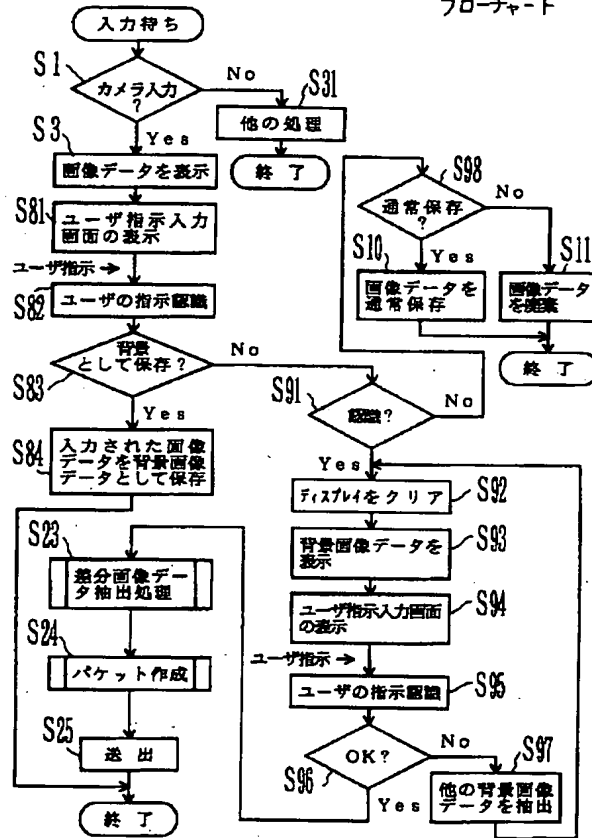 フローチャート
入力待ち
S1
カメラ入力
?
No
Yes
S31
他の処理
終了
S3
画像データを表示
S81
ユーザ指示入力
画面の表示
ユーザ指示→
S82
ユーザの指示認識
S83
背景
として保存?
No
Yes
S84
入力された画像
データを背景画像
データとして保存
S23
差分画像デー
タ抽出処理
S24
パケット作成
S25
送出
終了
S91
認識?
No
Yes
S92
ディスプレイをクリア
S93
背景画像データを
表示
S94
ユーザ指示入力画面
の表示
ユーザ指示→
S95
ユーザの指示認識
S96
OK?
No
Yes
S97
他の背景画像
データを抽出
S98
通常保存
?
No
Yes
S10
画像データを
通常保存
S11
画像データ
を廃棄
終了